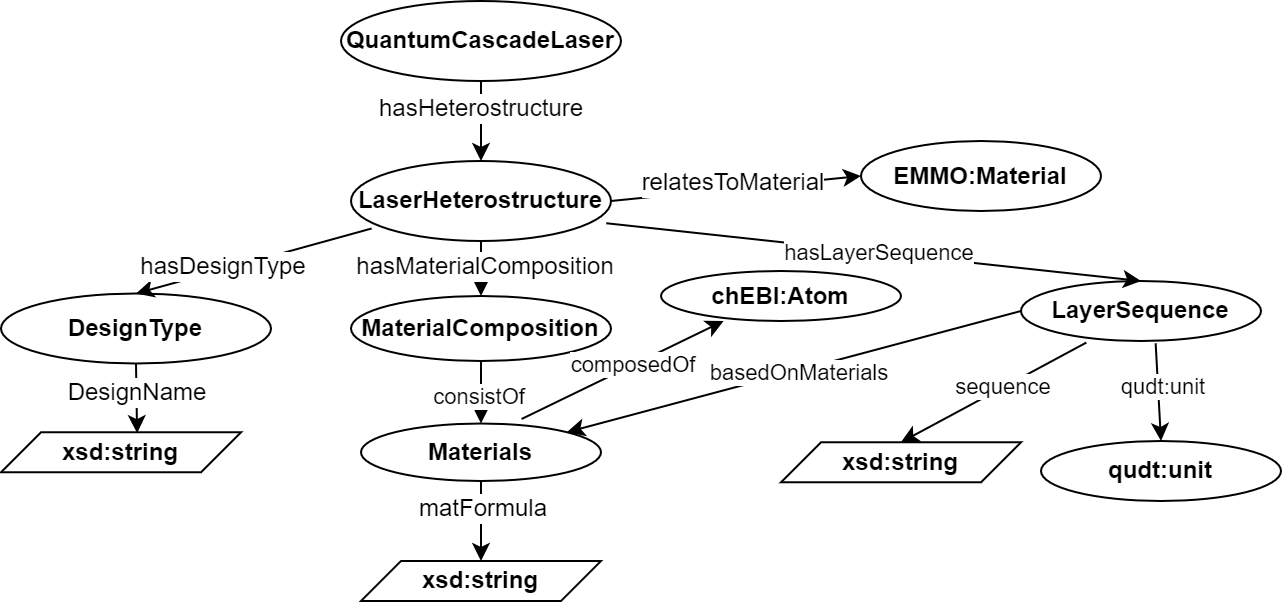 QuantumCascadeLaser
hasHeterostructure
relatesToMaterial
EMMO:Material
LaserHeterostructure
hasDesignType
hasMaterialComposition
hasLayerSequence
chEBI:Atom
LayerSequence
DesignType
MaterialComposition
composedOf
basedOnMaterials
DesignName
consistOf
sequence
qudt:unit
xsd:string
Materials
xsd:string
qudt:unit
matFormula
xsd:string